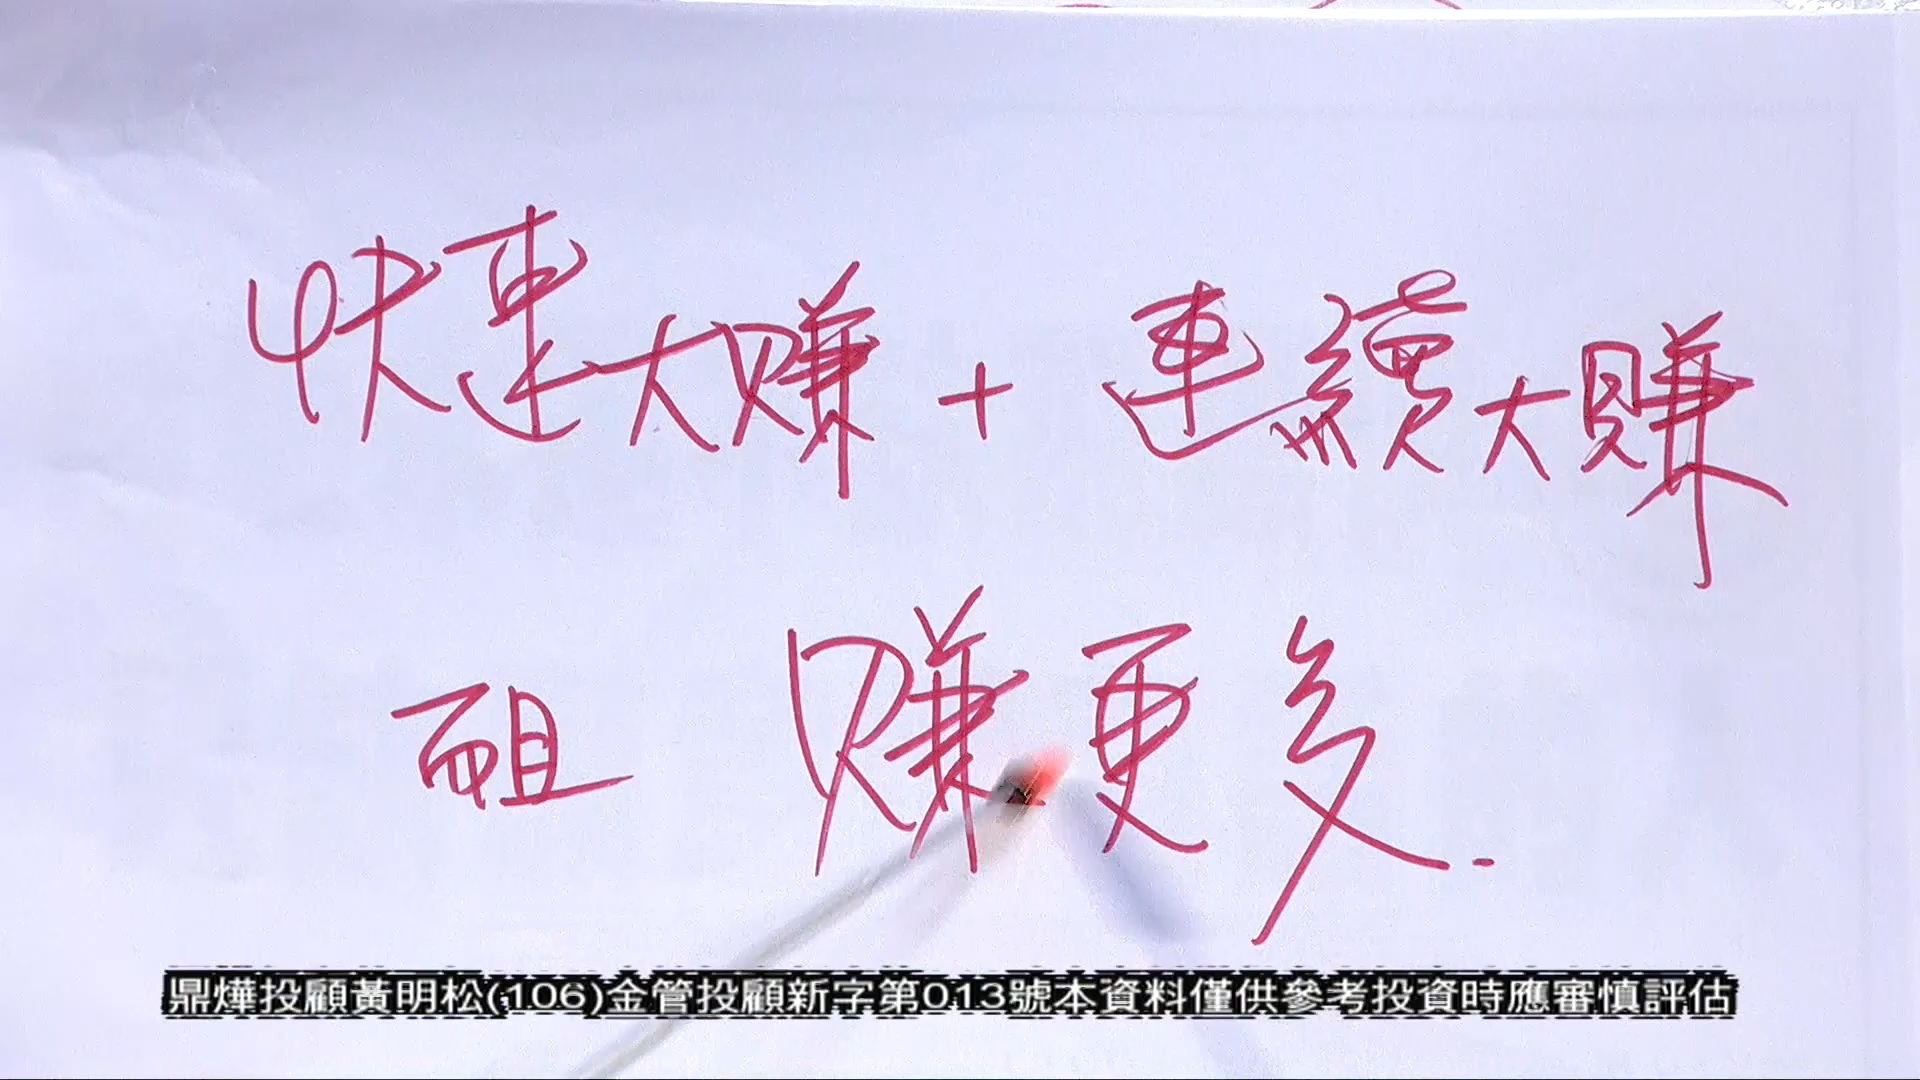 快速大賺+連續大賺
而且 賺更多.
鼎燁投顧黃明松(106)金管投顧新字第013號本資料僅供參考投資時應審慎評估